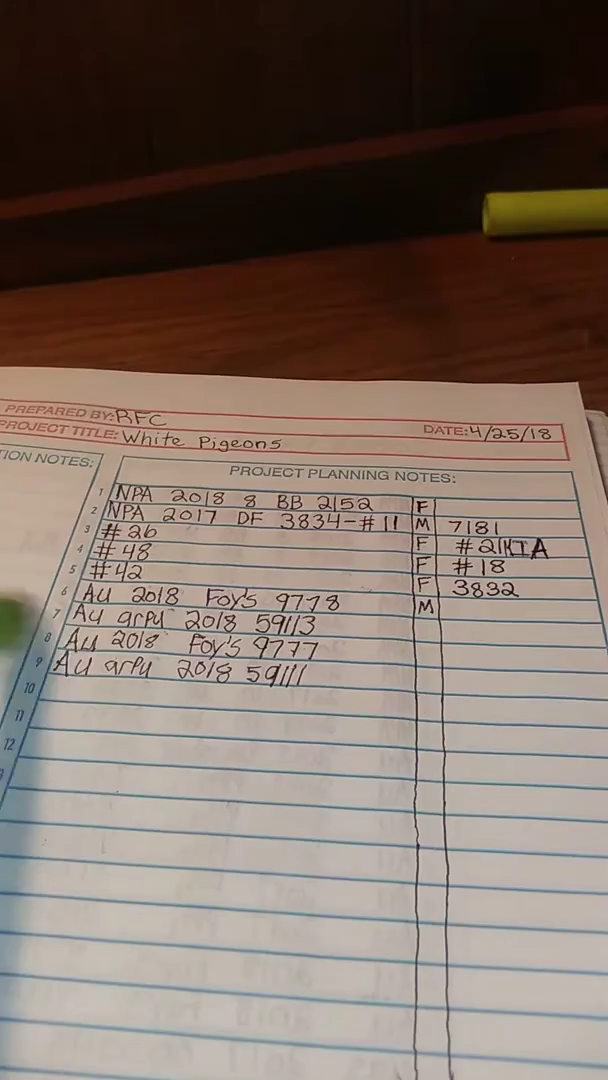 PREPARED BY: RFC
DATE: 4/25/18
PROJECT TITLE: White Pigeons
ION NOTES:
PROJECT PLANNING NOTES:
1 NPA 2018 8 BB 2152 F
2 NPA 2017 DF 3834-#11 M 7181
3 #26 F #21KTA
4 #48 F #18
5 #42 F 3832
6 Au 2018 Foy's 9778 M
7 Au arpu 2018 59113
8 Au 2018 Foy's 9777
9 Au arpu 2018 59111
10
11
12